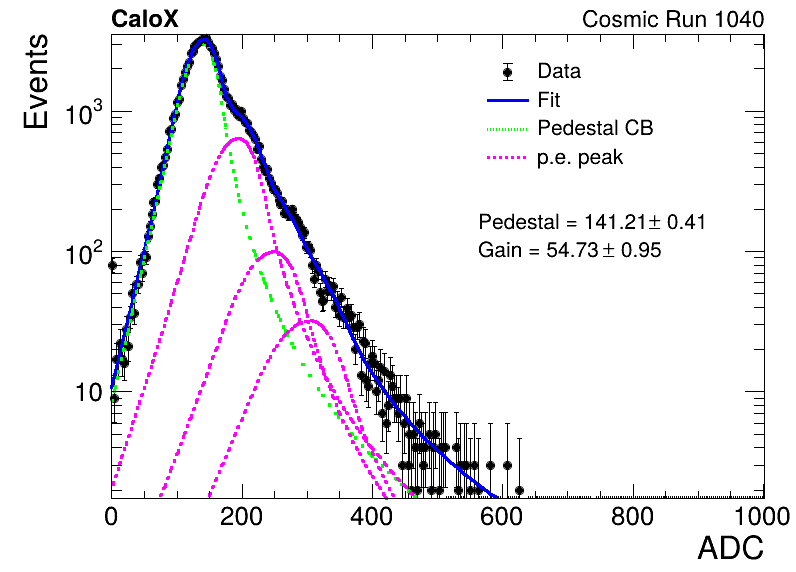 CaloX Cosmic Run 1040
Events
Data
Fit
Pedestal CB
p.e. peak
Pedestal = 141.21± 0.41
Gain = 54.73 ± 0.95
10³
10²
10
0 200 400 600 800 1000
ADC